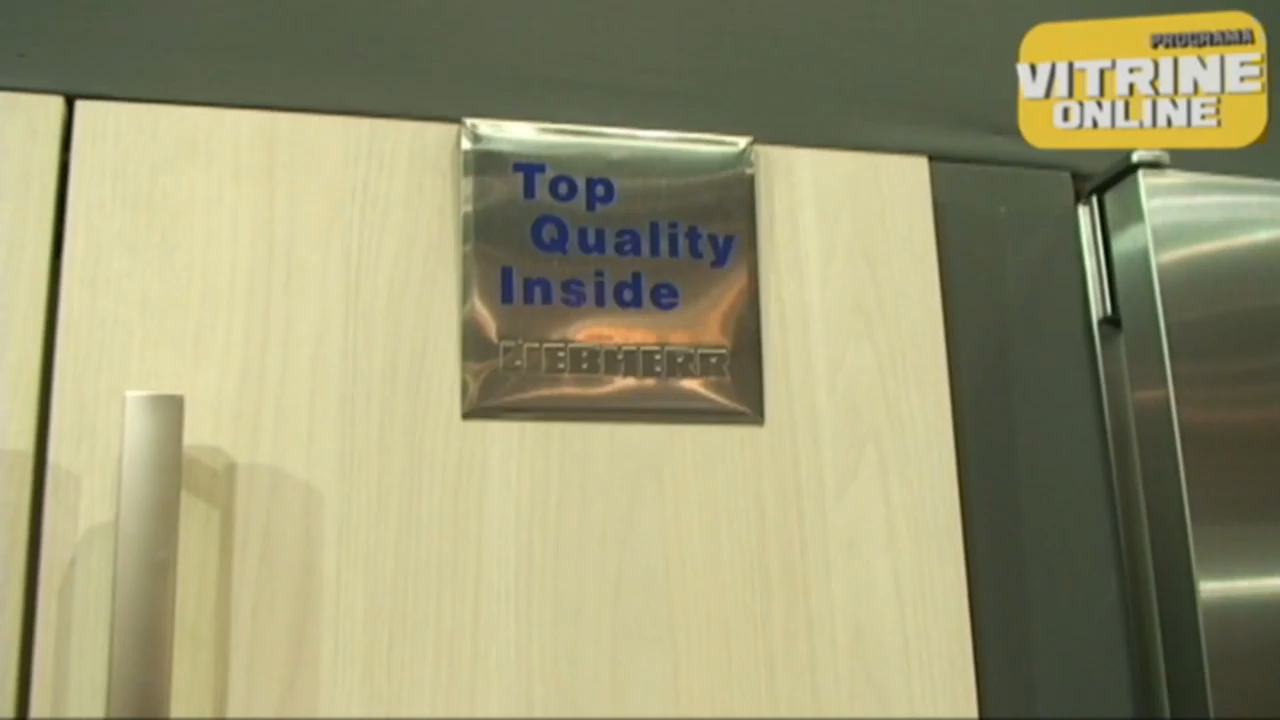 PROGRAMA
VITRINE
ONLINE
Top
Quality
Inside
LIEBHERR